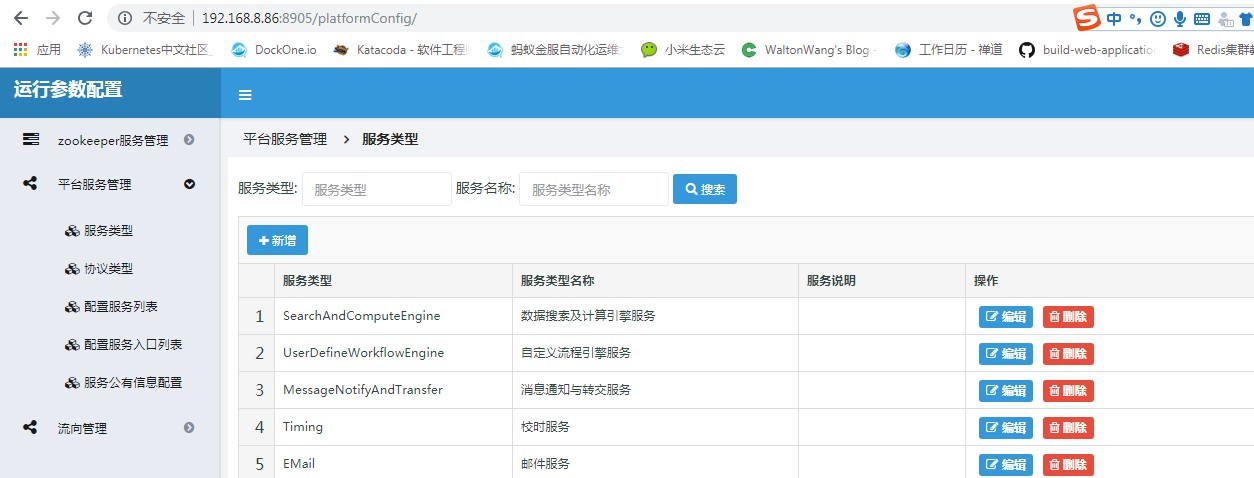 不安全 192.168.8.86:8905/platformConfig/
中
应用 Kubernetes中文社区 DockOne.io Katacoda - 软件工程 蚂蚁金服自动化运维 小米生态云 WaltonWang's Blog - 工作日历 - 禅道 build-web-application Redis集群
运行参数配置
平台服务管理 > 服务类型
zookeeper服务管理
平台服务管理
服务类型
协议类型
配置服务列表
配置服务入口列表
服务公有信息配置
流向管理
服务类型: 服务类型 服务名称: 服务类型名称 搜索
新增
服务类型 服务类型名称 服务说明 操作
1 SearchAndComputeEngine 数据搜索及计算引擎服务 编辑 删除
2 UserDefineWorkflowEngine 自定义流程引擎服务 编辑 删除
3 MessageNotifyAndTransfer 消息通知与转交服务 编辑 删除
4 Timing 校时服务 编辑 删除
5 EMail 邮件服务 编辑 删除